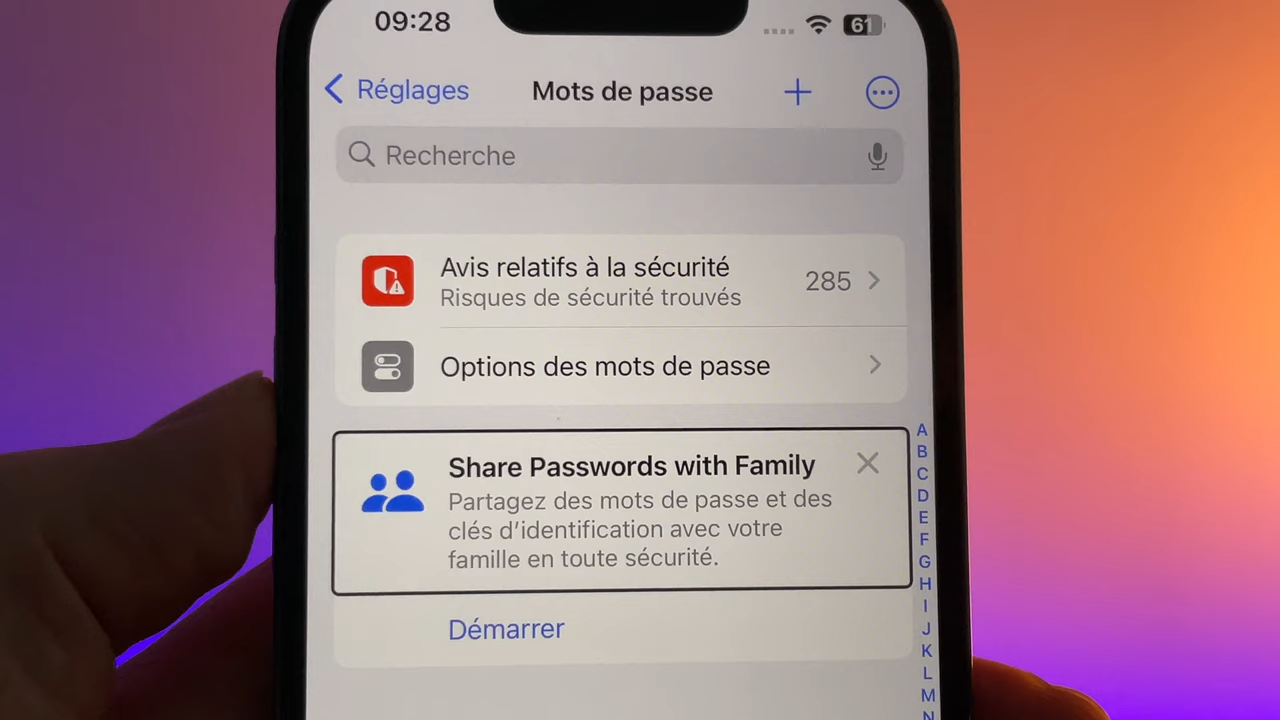 09:28
61
Réglages
Mots de passe
Recherche
Avis relatifs à la sécurité
Risques de sécurité trouvés
285
Options des mots de passe
Share Passwords with Family
Partagez des mots de passe et des
clés d’identification avec votre
famille en toute sécurité.
Démarrer
A
B
C
D
E
F
G
H
I
J
K
L
M
N